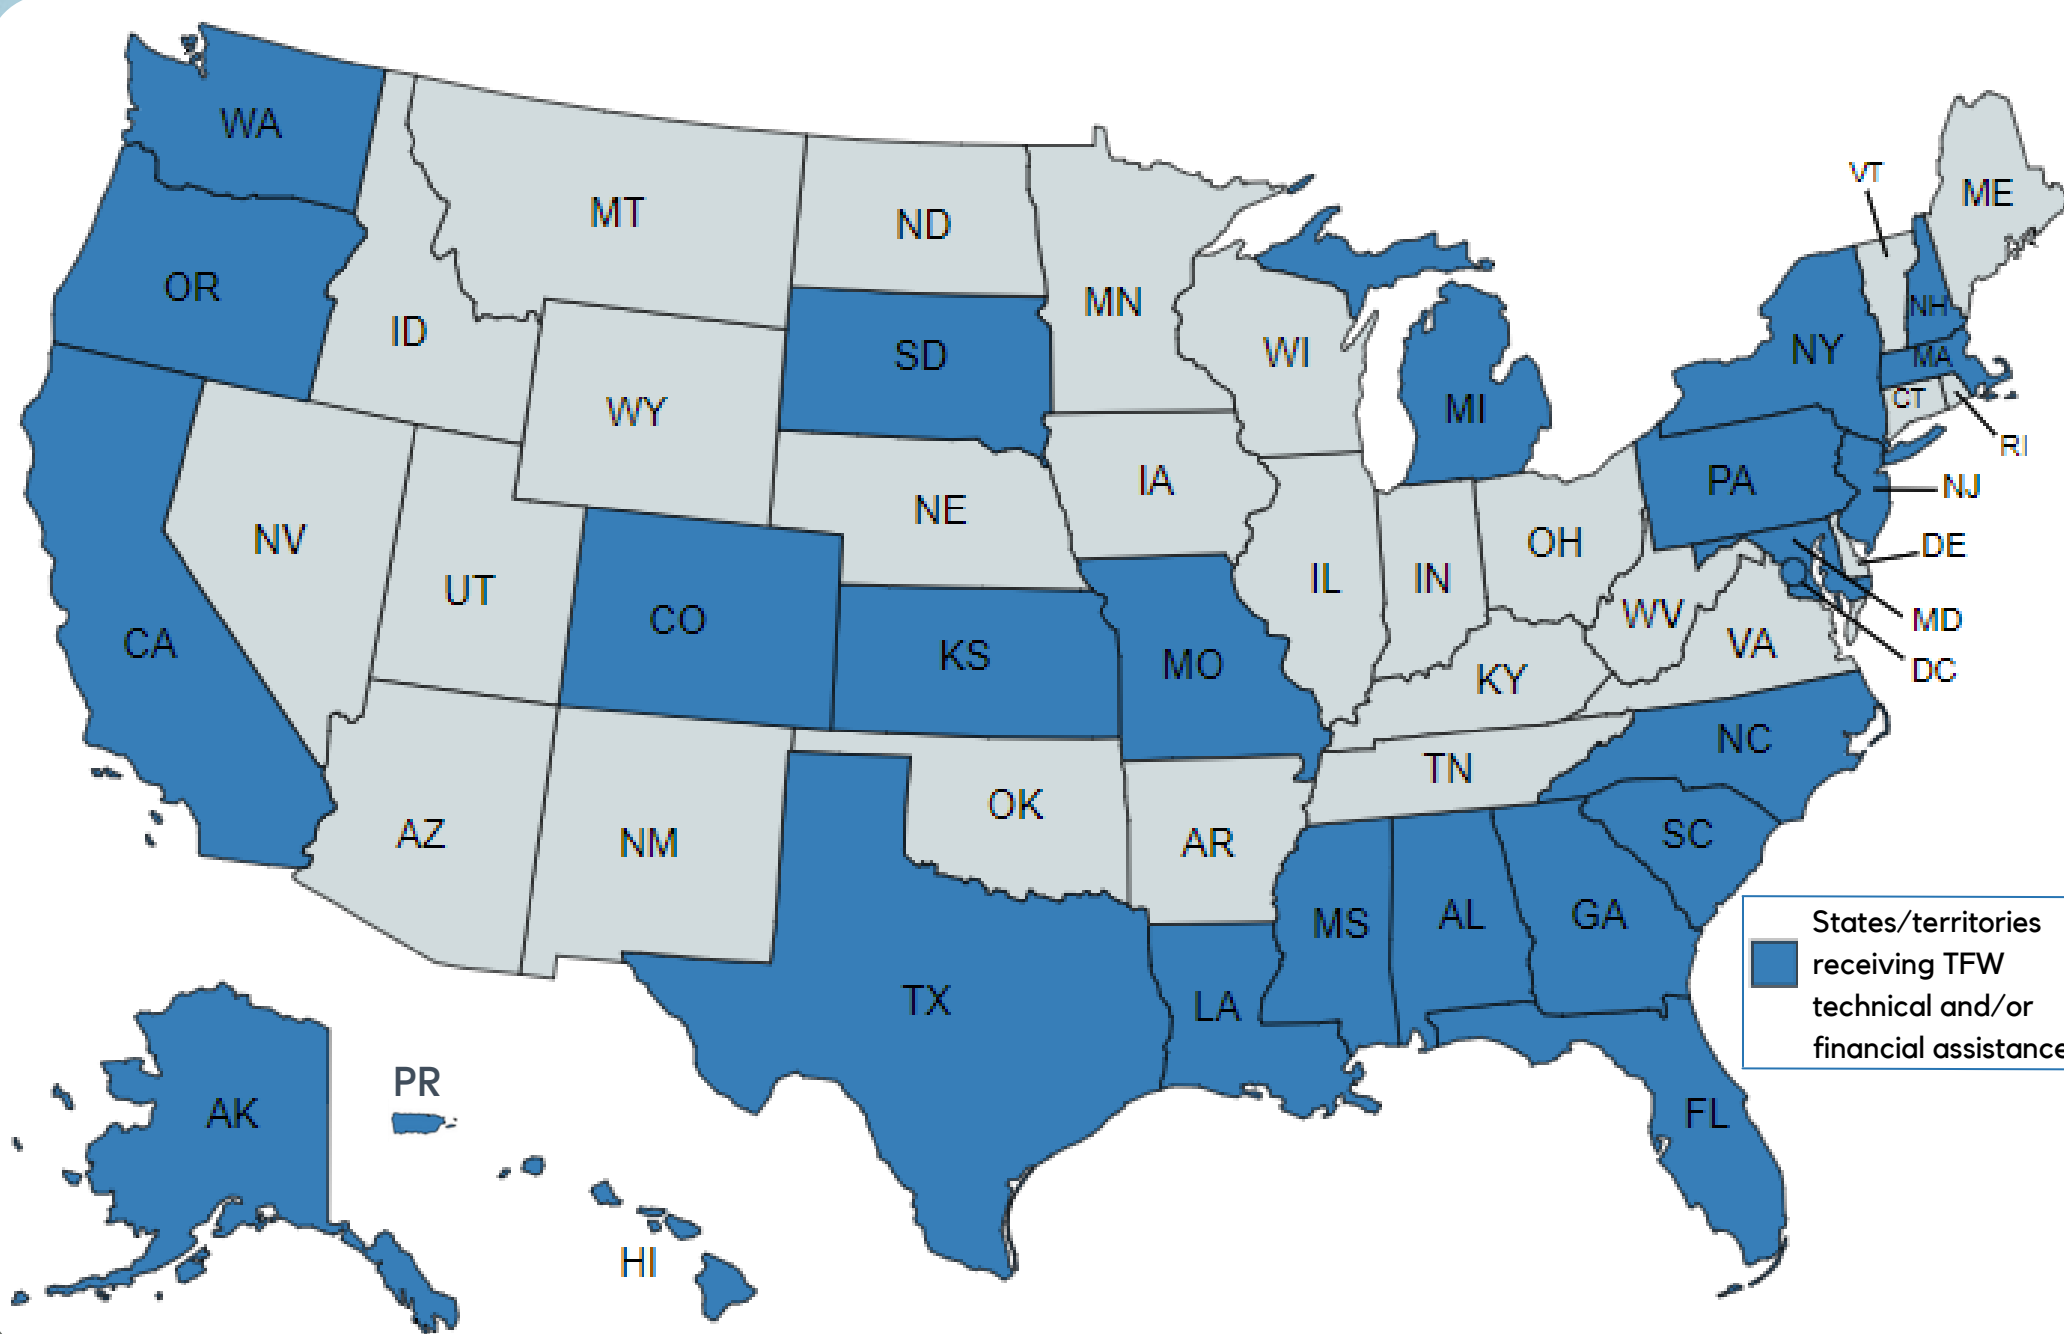 WA
MT
ND
VT
ME
OR
ID
MN
SD
WI
NH
NY
MA
WY
MI
CT
RI
IA
PA
NJ
NE
NV
OH
DE
UT
IL
IN
CO
WV
MD
CA
KS
MO
KY
VA
DC
NC
TN
OK
AZ
NM
AR
SC
MS
AL
GA
States/territories
receiving TFW
technical and/or
financial assistance
TX
LA
PR
AK
FL
HI